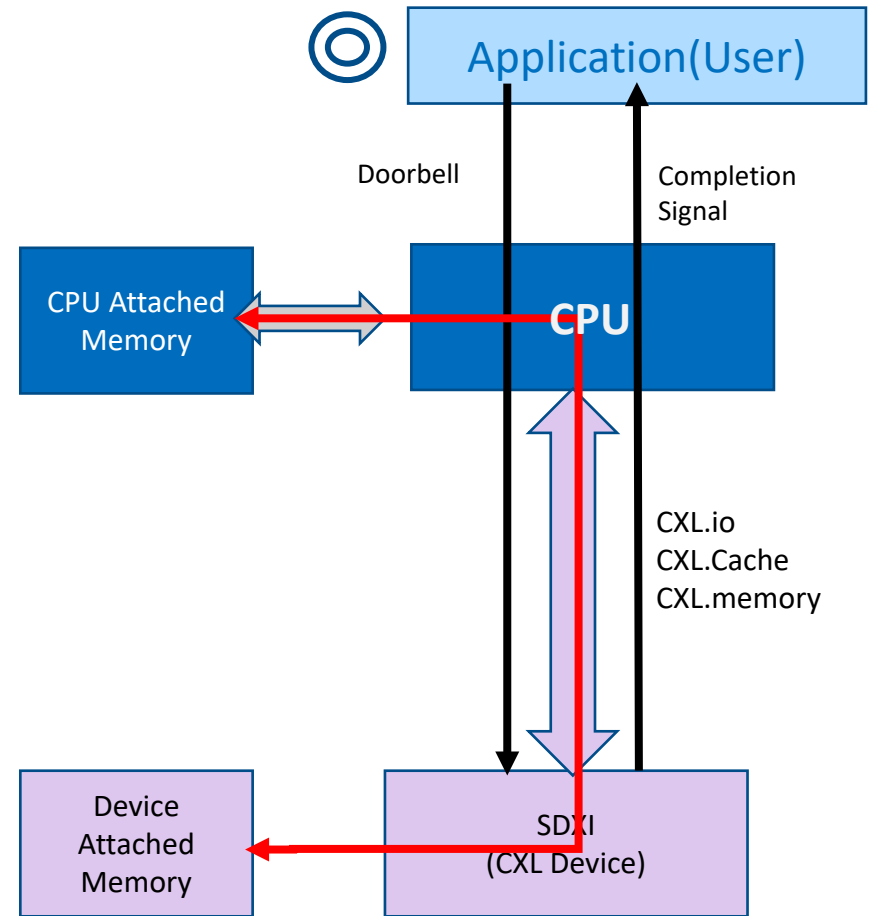 Application(User)
Doorbell
Completion
Signal
CPU Attached
Memory
CPU
CXL.io
CXL.Cache
CXL.memory
Device
Attached
Memory
SDXI
(CXL Device)